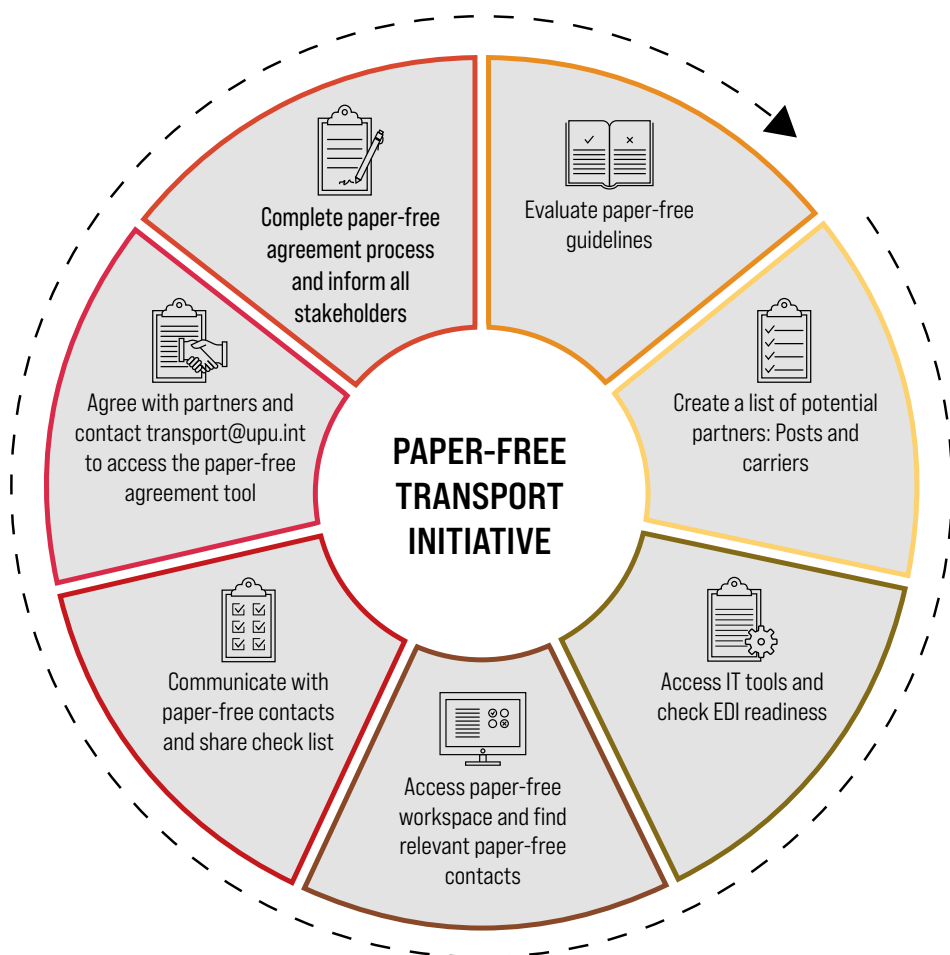 PAPER-FREE
TRANSPORT
INITIATIVE
Evaluate paper-free
guidelines
Create a list of potential
partners: Posts and
carriers
Access IT tools and
check EDI readiness
Access paper-free
workspace and find
relevant paper-free
contacts
Communicate with
paper-free contacts
and share check list
Agree with partners and
contact transport@upu.int
to access the paper-free
agreement tool
Complete paper-free
agreement process
and inform all
stakeholders